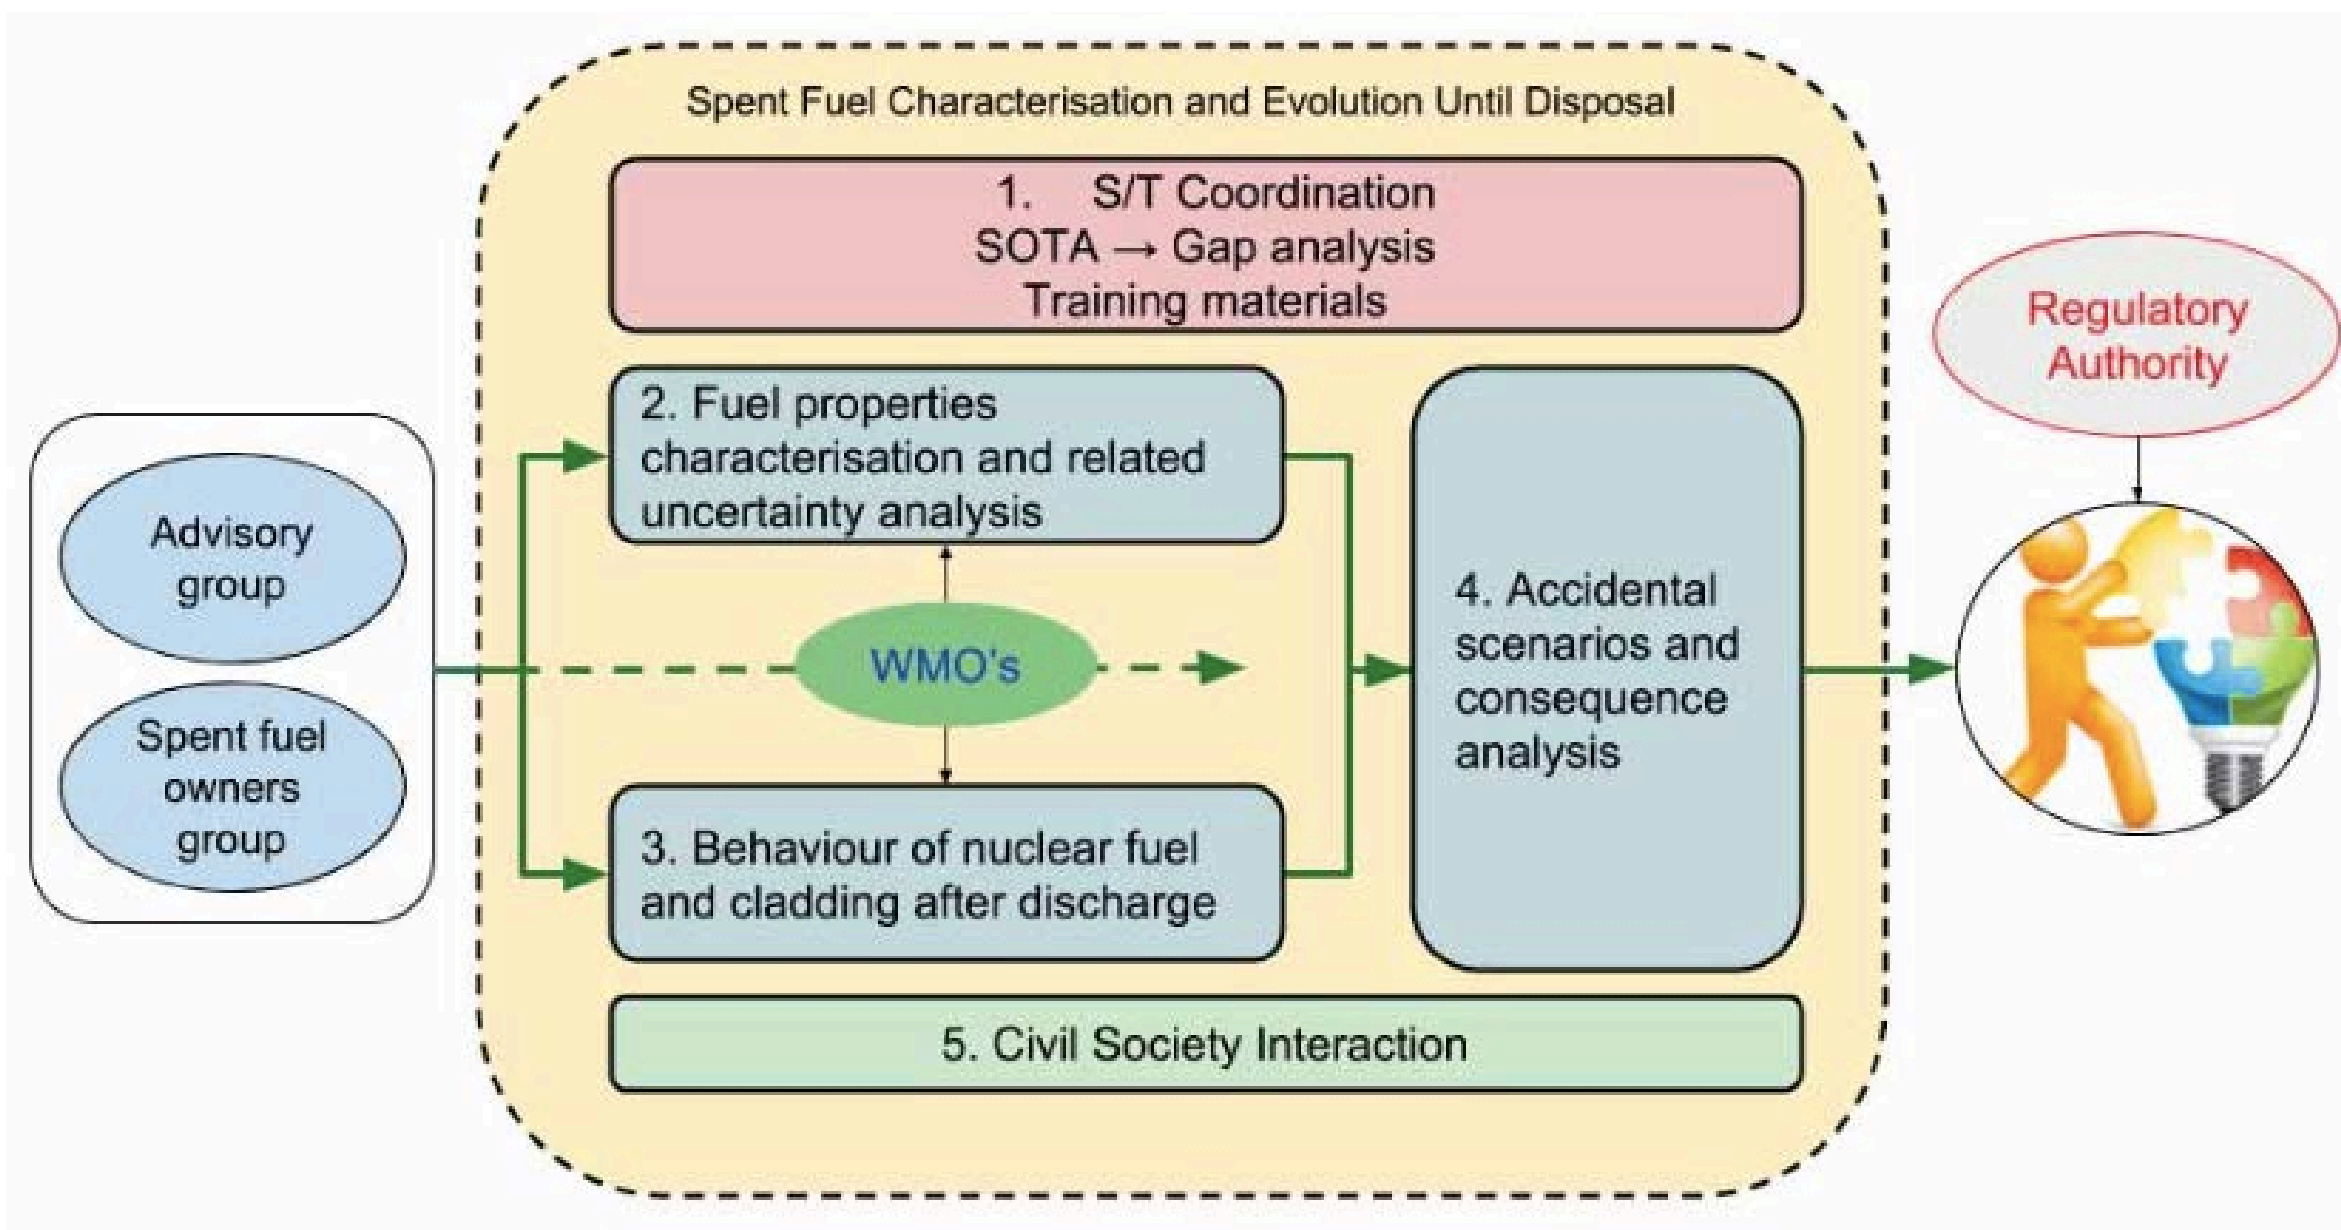 Spent Fuel Characterisation and Evolution Until Disposal
1. S/T Coordination
SOTA → Gap analysis
Training materials
Advisory
group
Spent fuel
owners
group
2. Fuel properties
characterisation and related
uncertainty analysis
WMO's
3. Behaviour of nuclear fuel
and cladding after discharge
4. Accidental
scenarios and
consequence
analysis
5. Civil Society Interaction
Regulatory
Authority